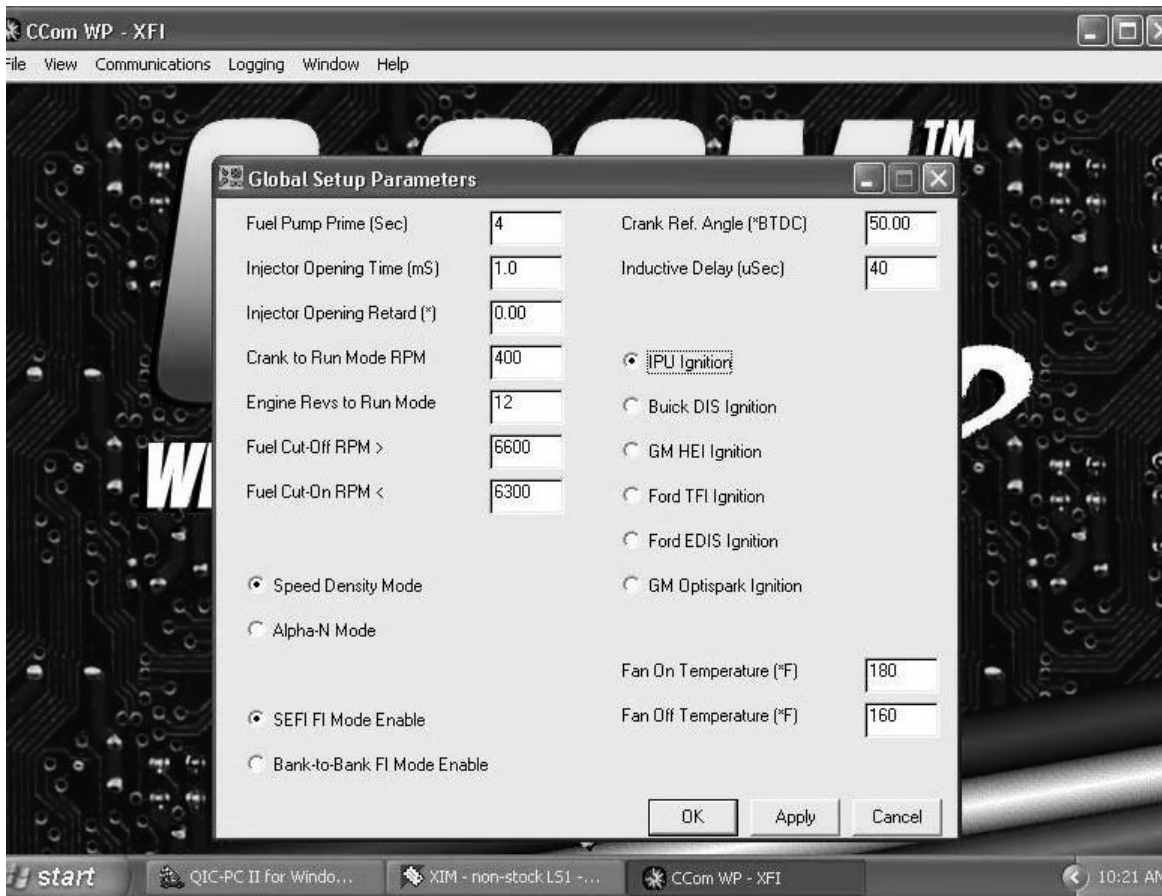 CCom WP - XFI
File View Communications Logging Window Help
TM
Global Setup Parameters
Fuel Pump Prime (Sec) 4
Injector Opening Time (mS) 1.0
Injector Opening Retard (*) 0.00
Crank to Run Mode RPM 400
Engine Revs to Run Mode 12
Fuel Cut-Off RPM > 6600
Fuel Cut-On RPM < 6300
Speed Density Mode
Alpha-N Mode
SEFI FI Mode Enable
Bank-to-Bank FI Mode Enable
Crank Ref. Angle (*BTDC) 50.00
Inductive Delay (uSec) 40
IPU Ignition
Buick DIS Ignition
GM HEI Ignition
Ford TFI Ignition
Ford EDIS Ignition
GM Optispark Ignition
Fan On Temperature (*F) 180
Fan Off Temperature (*F) 160
OK Apply Cancel
start QIC-PC II for Windo... XIM - non-stock LS1 -... CCom WP - XFI 10:21 AM